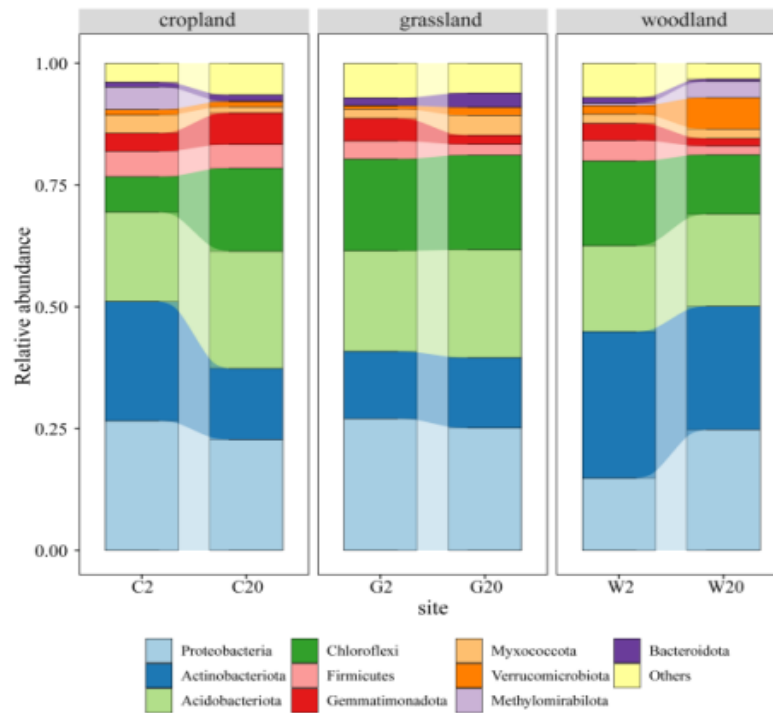 cropland grassland woodland
1.00
0.75
0.50
0.25
0.00
Relative abundance
C2 C20 G2 G20 W2 W20
site
Proteobacteria Chloroflexi Myxococcota Bacteroidota
Actinobacteriota Firmicutes Verrucomicrobiota Others
Acidobacteriota Gemmatimonadota Methylomirabilota